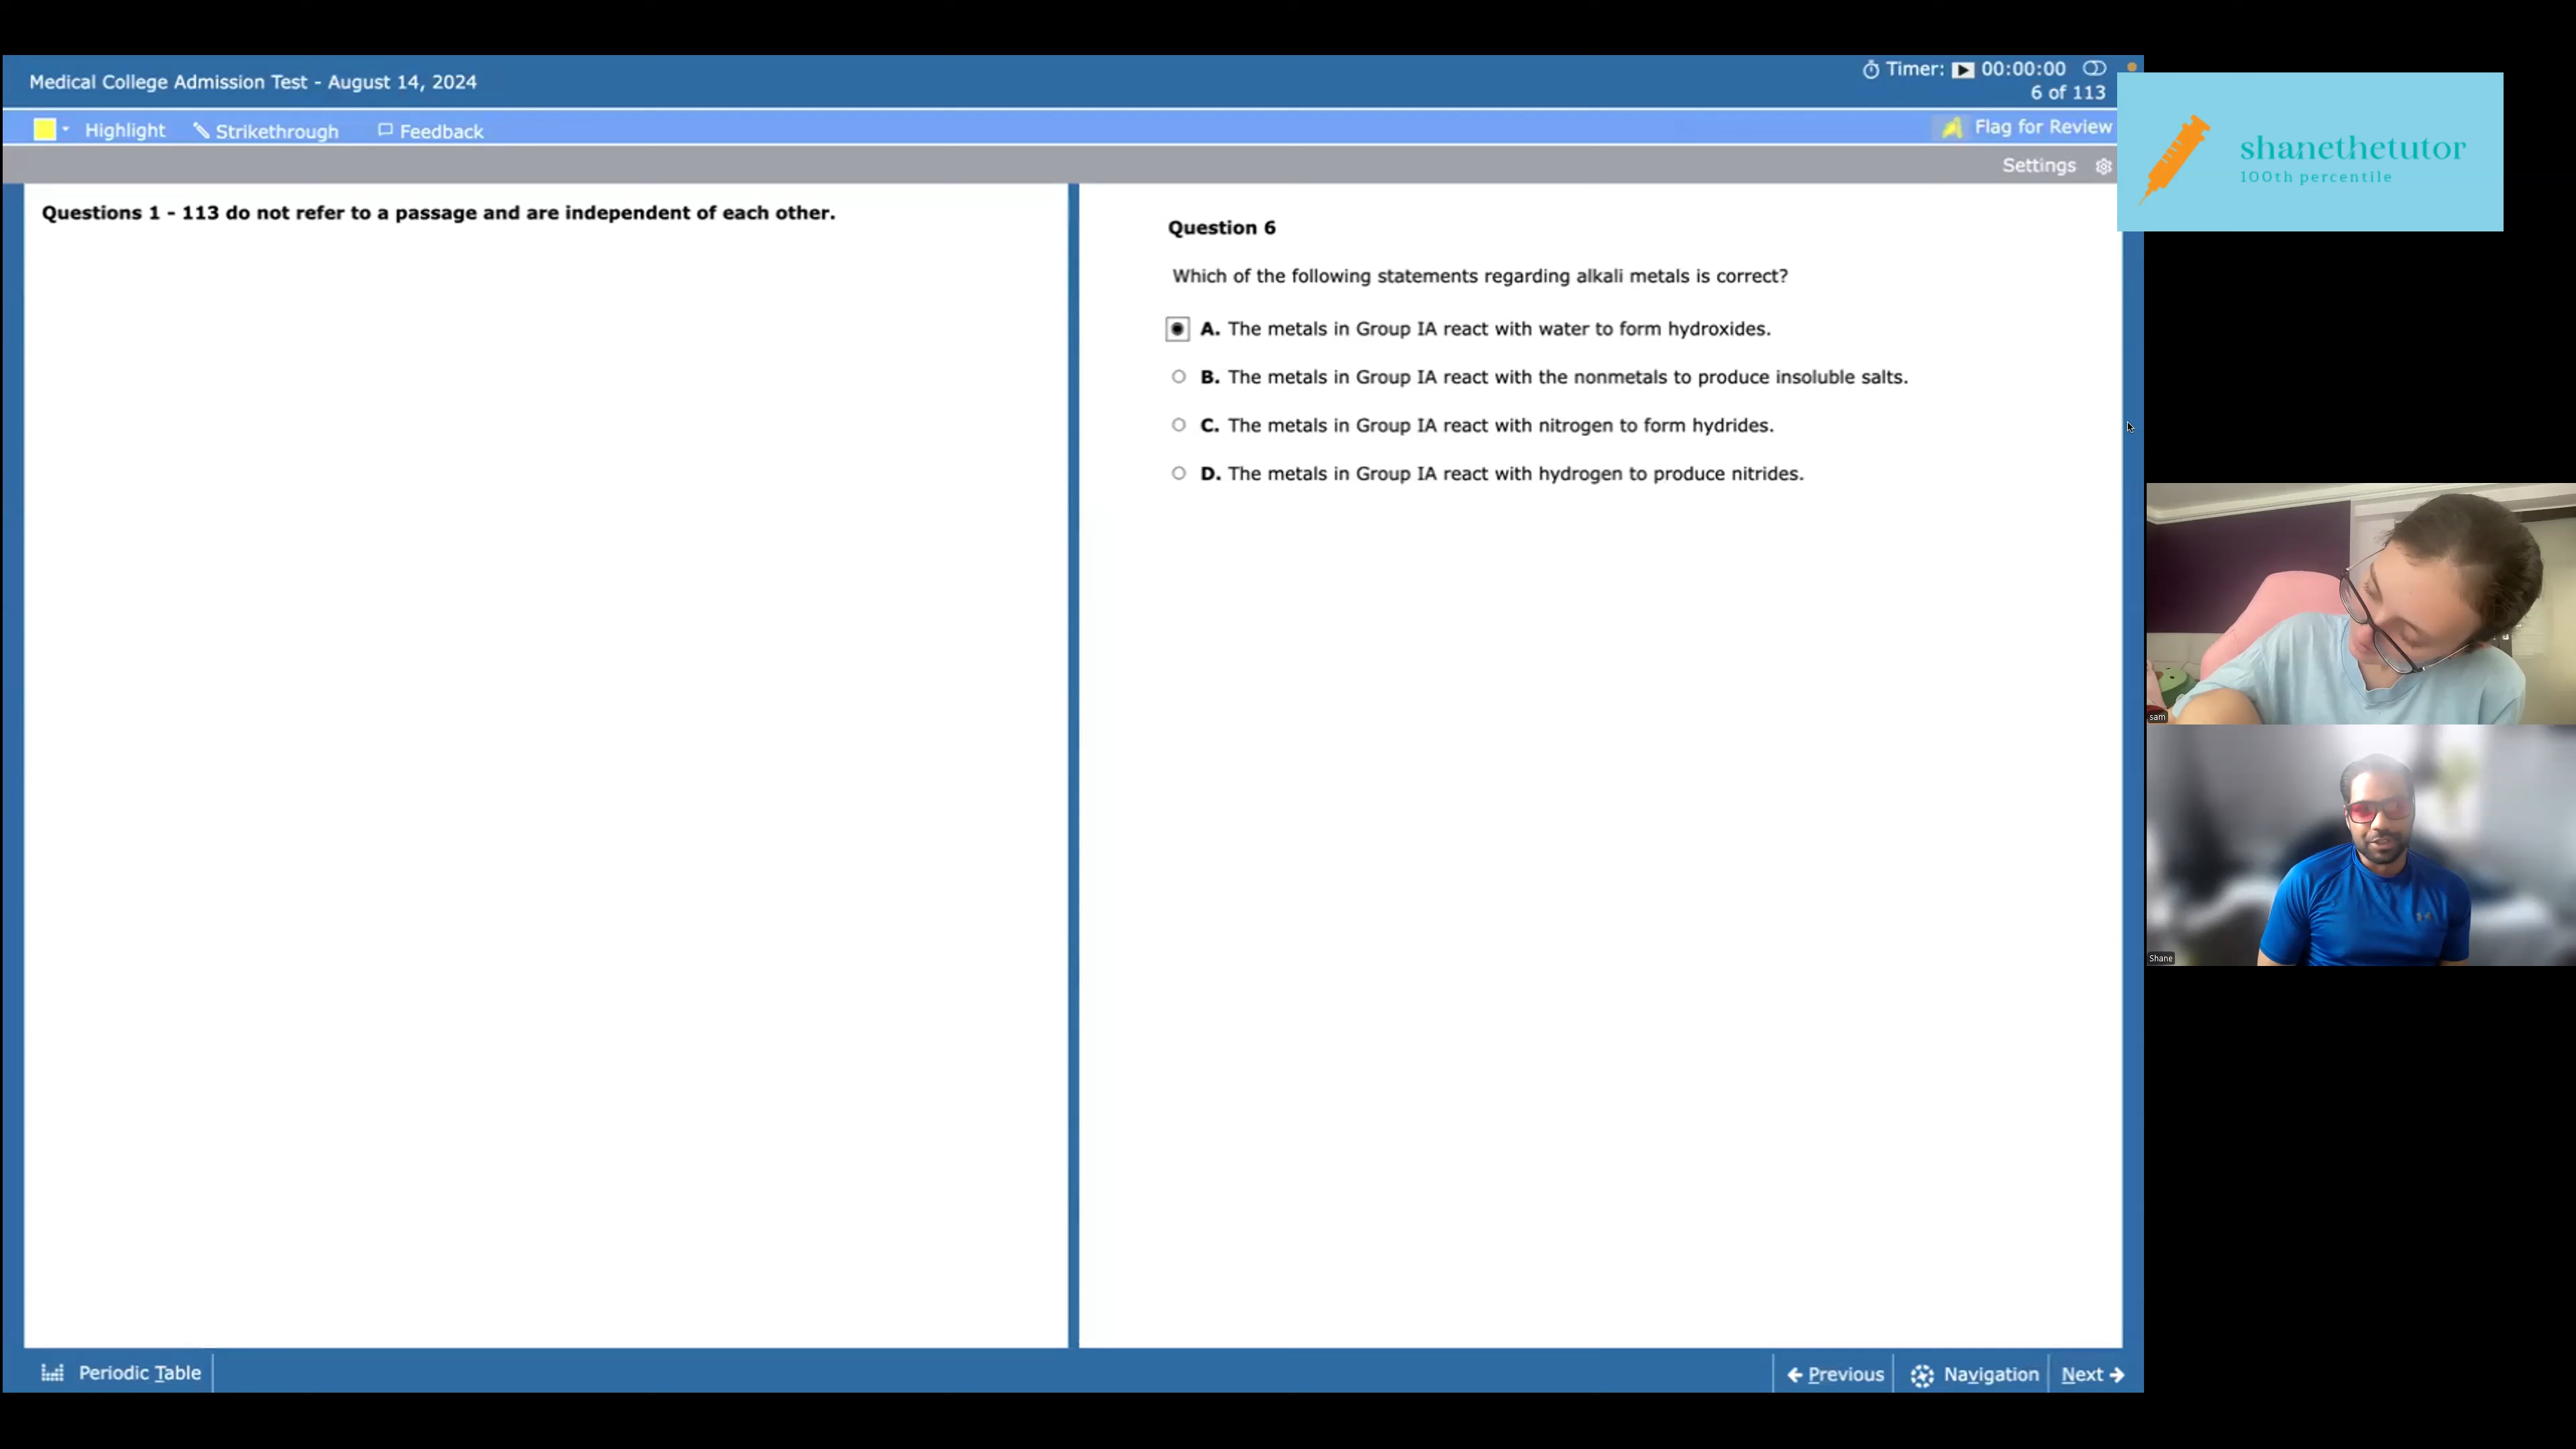 Medical College Admission Test - August 14, 2024
Timer: 00:00:00
6 of 113
Highlight Strikethrough Feedback
Flag for Review
Settings
shanethetutor
100th percentile
Questions 1 - 113 do not refer to a passage and are independent of each other.
Question 6
Which of the following statements regarding alkali metals is correct?
A. The metals in Group IA react with water to form hydroxides.
B. The metals in Group IA react with the nonmetals to produce insoluble salts.
C. The metals in Group IA react with nitrogen to form hydrides.
D. The metals in Group IA react with hydrogen to produce nitrides.
sam
Shane
Periodic Table
Previous Navigation Next